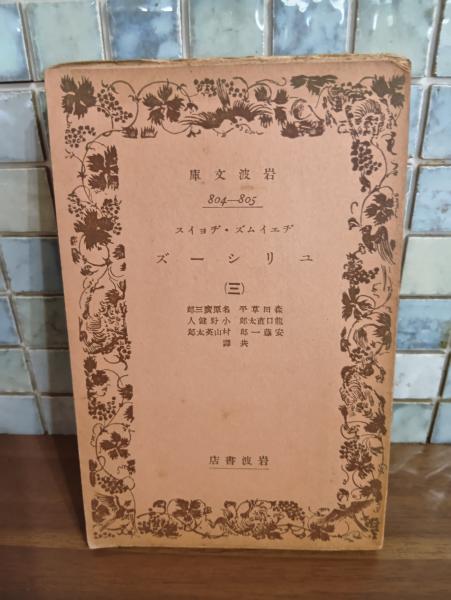 岩波文庫
804—805
ヂエイムズ・ヂョイス
ユリシーズ
(三)
森田草平 名原廣三郎
龍口直太郎 小野健人
安藤一郎 村山英太郎
共譯
岩波書店